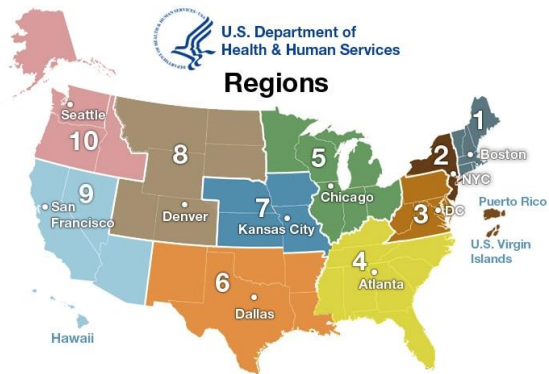 U.S. Department of
Health & Human Services
Regions
Seattle
10
8
5
1
Boston
2
NYC
9
San
Francisco
Denver
7
Kansas City
Chicago
3
DC
Puerto Rico
U.S. Virgin
Islands
6
Dallas
4
Atlanta
Hawaii